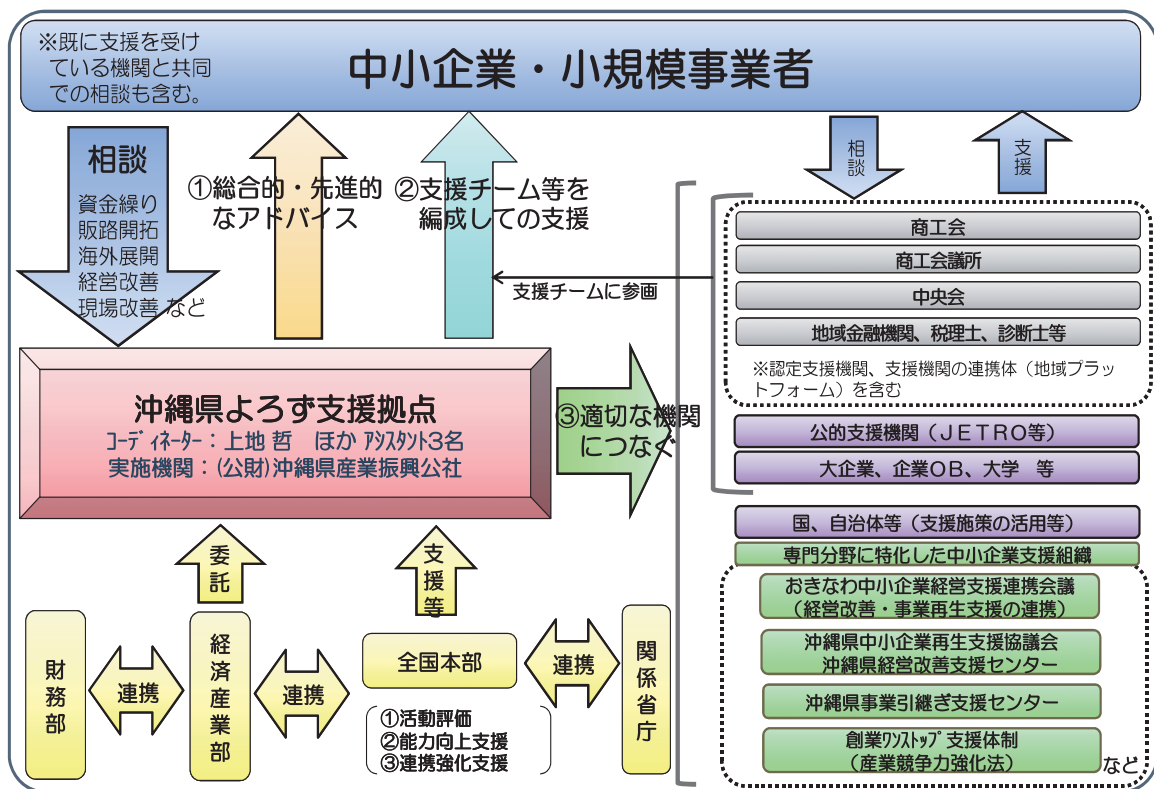 ※既に支援を受け
ている機関と共同
での相談も含む。
中小企業・小規模事業者
相談
資金繰り
販路開拓
海外展開
経営改善
現場改善 など
①総合的・先進的
なアドバイス
②支援チーム等を
編成しての支援
相談
支援
支援チームに参画
商工会
商工会議所
中央会
地域金融機関、税理士、診断士等
※認定支援機関、支援機関の連携体（地域プラッ
トフォーム）を含む
沖縄県よろず支援拠点
ｺｰﾃﾞｨﾈｰﾀｰ：上地 哲　ほか ｱｼｽﾀﾝﾄ3名
実施機関：(公財)沖縄県産業振興公社
③適切な機関
につなぐ
公的支援機関（ＪＥＴＲＯ等）
大企業、企業ＯＢ、大学　等
国、自治体等（支援施策の活用等）
専門分野に特化した中小企業支援組織
おきなわ中小企業経営支援連携会議
（経営改善・事業再生支援の連携）
沖縄県中小企業再生支援協議会
沖縄県経営改善支援センター
沖縄県事業引継ぎ支援センター
創業ﾜﾝｽﾄｯﾌﾟ支援体制
（産業競争力強化法）
など
委託
支援等
財務部
連携
経済産業部
連携
全国本部
連携
関係省庁
①活動評価
②能力向上支援
③連携強化支援